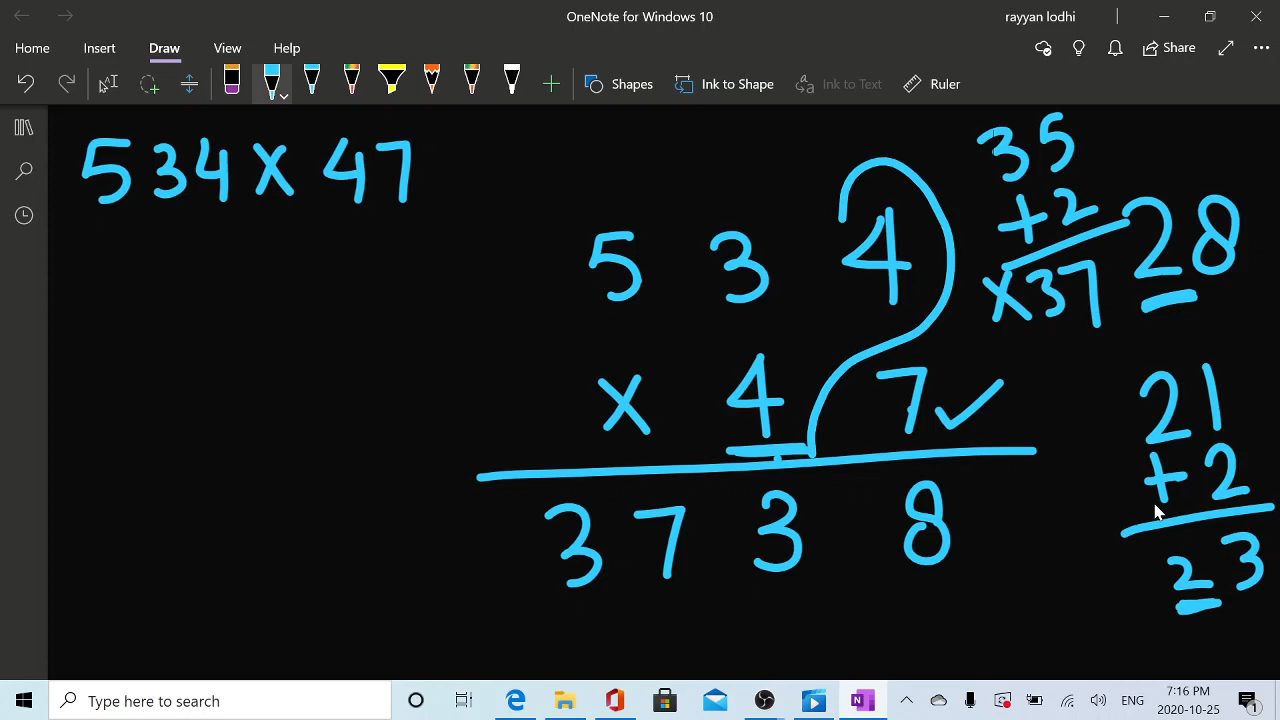 OneNote for Windows 10
rayyan lodhi
Home Insert Draw View Help
Share
Shapes
Ink to Shape
Ink to Text
Ruler
534 x 47
5 3 4
x 4 7
3 7 3 8
35
+2
x37
28
21
+2
23
Type here to search
ENG
7:16 PM
2020-10-25
1